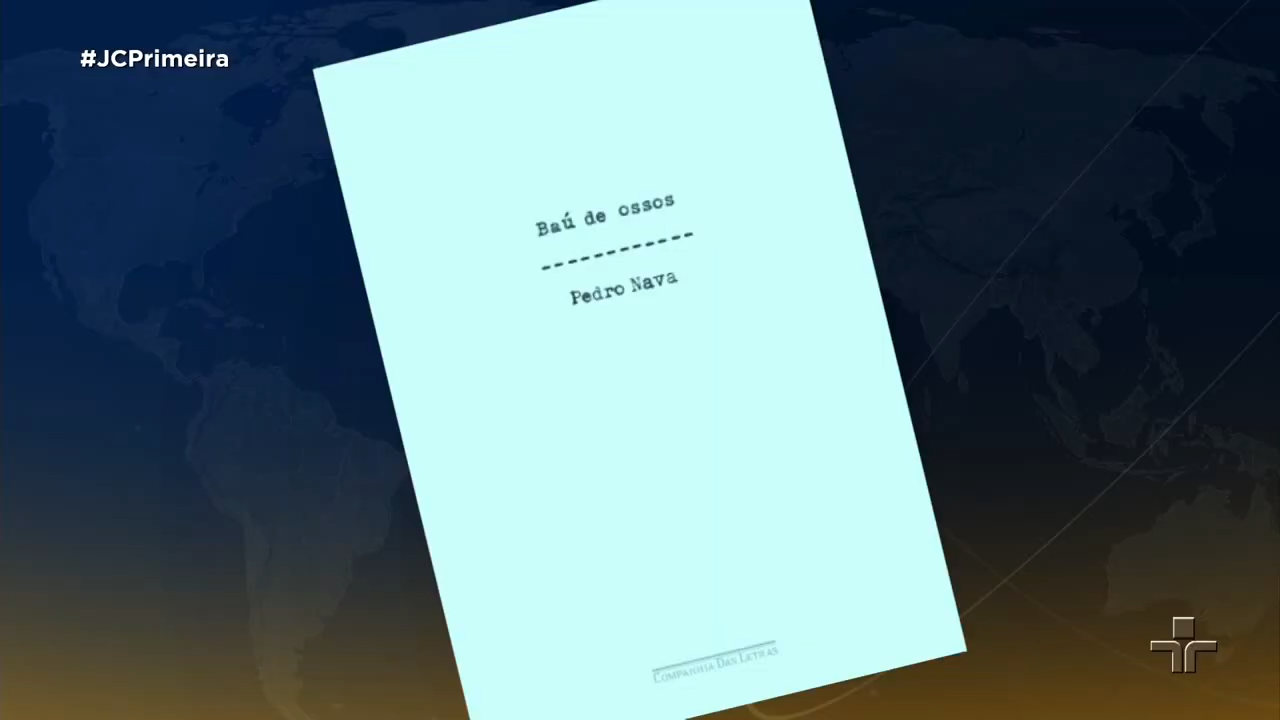 #JCPrimeira
Baú de ossos
------------
Pedro Nava
COMPANHIA DAS LETRAS